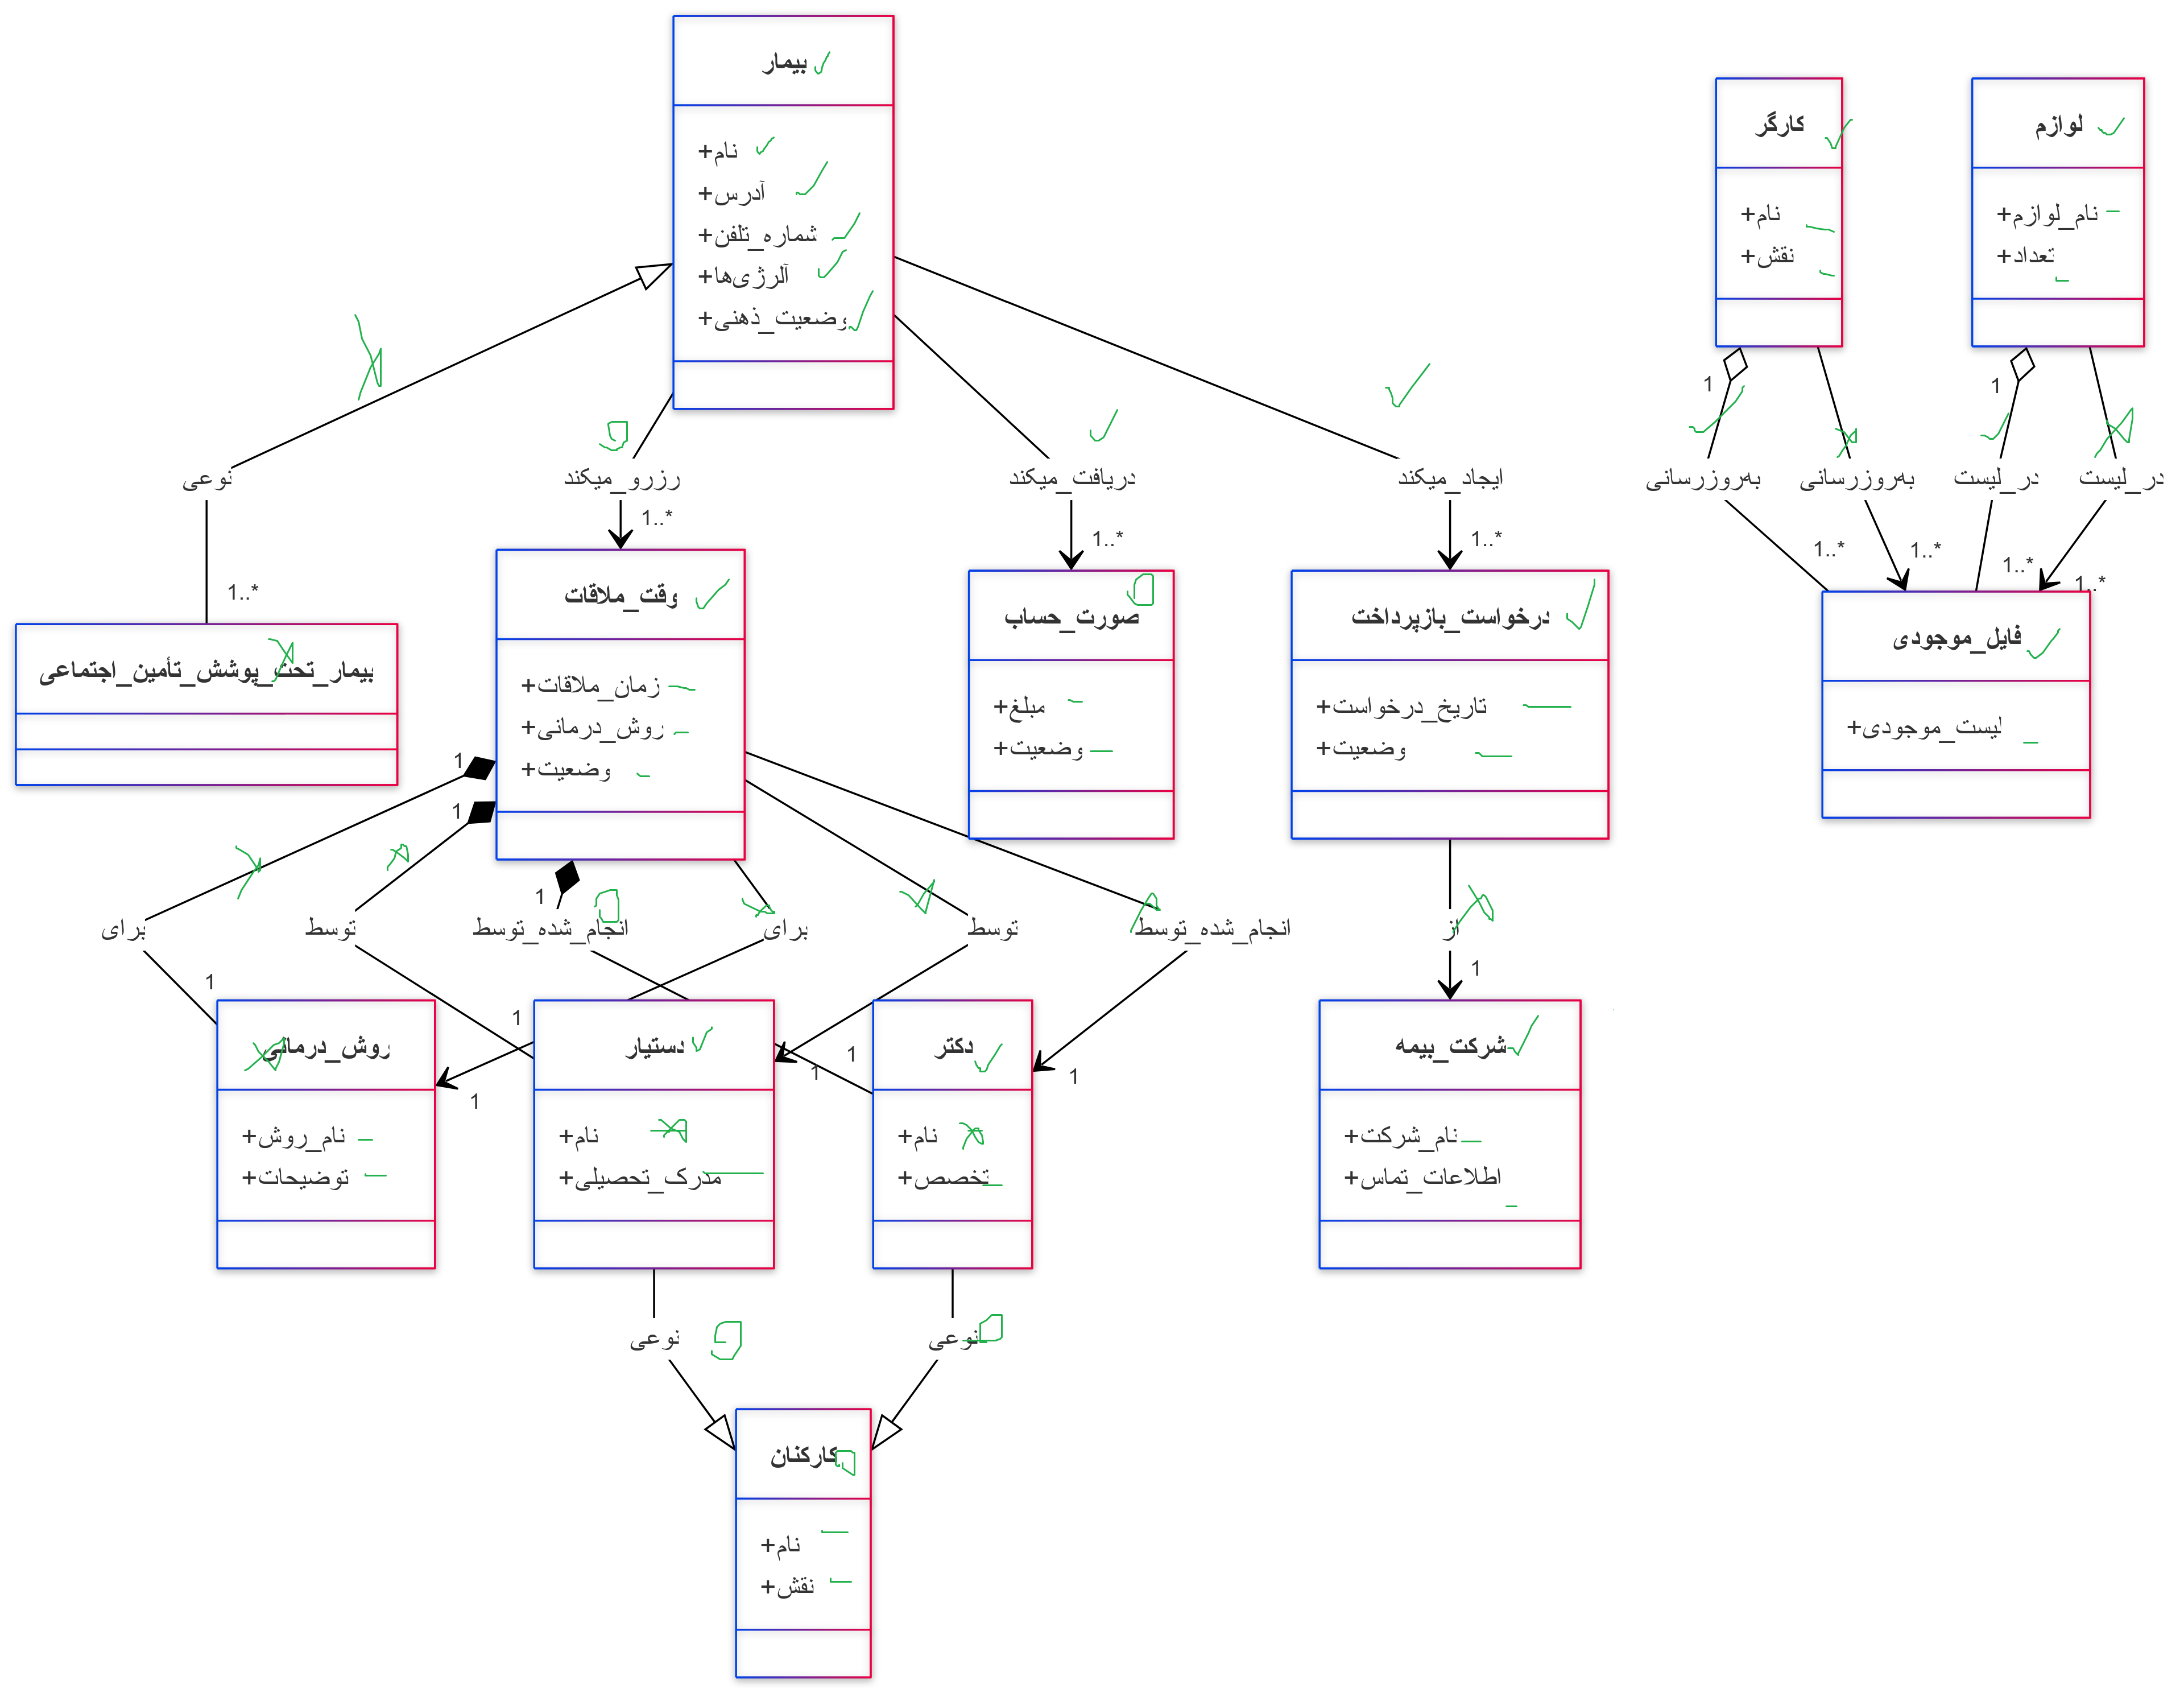 بیمار
+نام
+آدرس
+شماره_تلفن
+آلرژی‌ها
+وضعیت_ذهنی
کارگر
+نام
+نقش
لوازم
+نام_لوازم
+تعداد
1
1
نوعی
رزرو_میکند
دریافت_میکند
ایجاد_میکند
به‌روزرسانی
به‌روزرسانی
در_لیست
در_لیست
1..*
1..*
1..*
1..*
1..*
1..*
1..*
1..*
بیمار_تحت_پوشش_تأمین_اجتماعی
وقت_ملاقات
+زمان_ملاقات
+روش_درمانی
+وضعیت
صورت_حساب
+مبلغ
+وضعیت
درخواست_بازپرداخت
+تاریخ_درخواست
+وضعیت
فایل_موجودی
+لیست_موجودی
1
1
1
برای
توسط
انجام_شده_توسط
برای
توسط
انجام_شده_توسط
از
1
1
1
1
1
1
1
روش_درمانی
+نام_روش
+توضیحات
دستیار
+نام
+مدرک_تحصیلی
دکتر
+نام
+تخصص
شرکت_بیمه
+نام_شرکت
+اطلاعات_تماس
نوعی
نوعی
کارکنان
+نام
+نقش